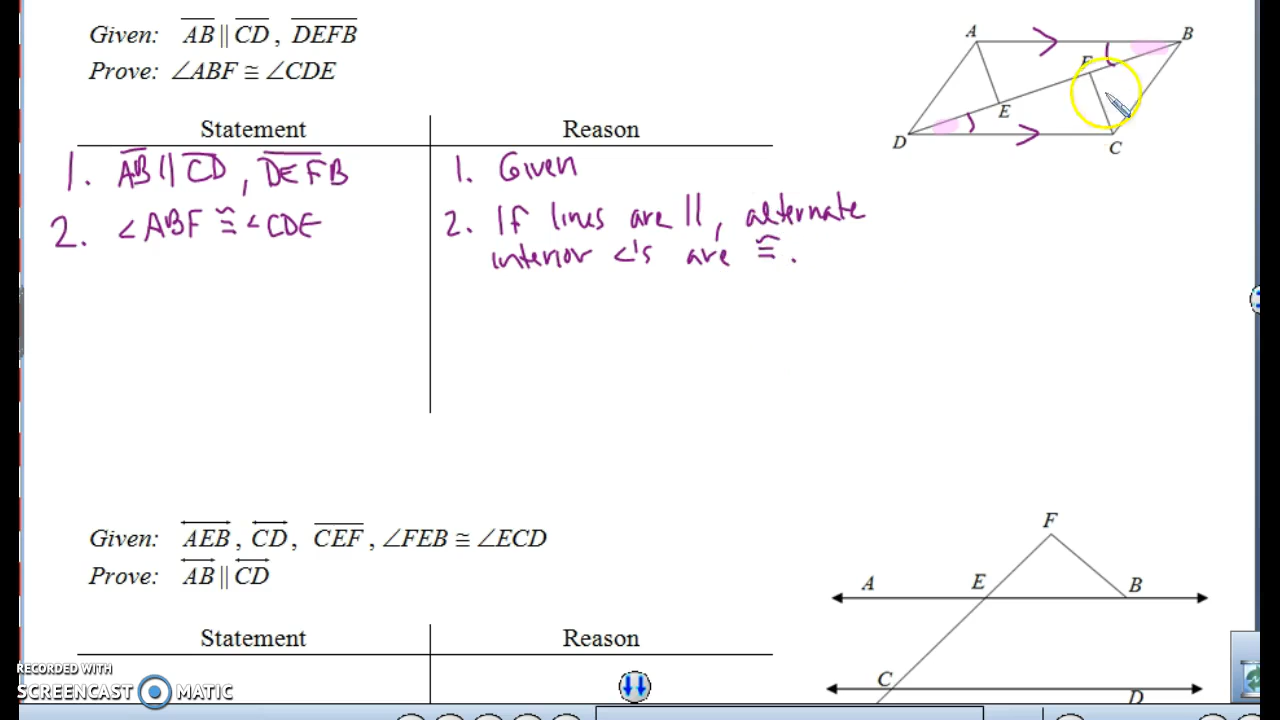 Given: AB || CD , DEFB
Prove: ∠ABF ≅ ∠CDE
Statement Reason
1. AB || CD , DEFB
2. ∠ABF ≅ ∠CDE
1. Given
2. If lines are ||, alternate
interior ∠'s are ≅.
A B
F
E
D C
Given: AEB , CD , CEF , ∠FEB ≅ ∠ECD
Prove: AB || CD
Statement Reason
F
A E B
C D
RECORDED WITH
SCREENCAST MATIC